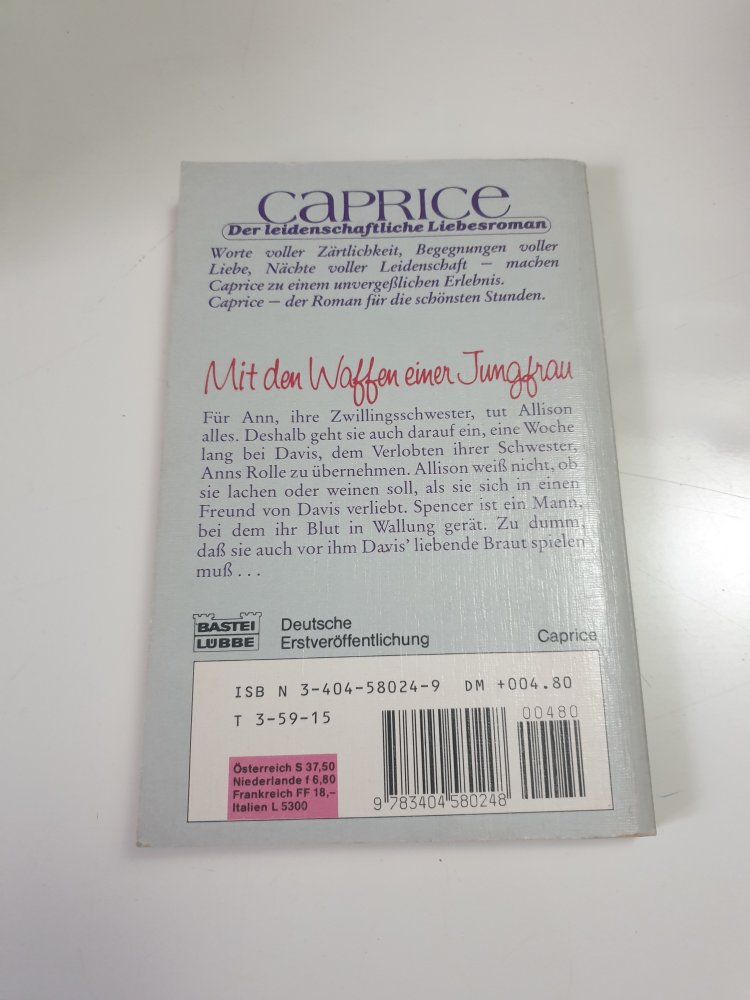 CAPRICE
Der leidenschaftliche Liebesroman
Worte voller Zärtlichkeit, Begegnungen voller
Liebe, Nächte voller Leidenschaft – machen
Caprice zu einem unvergeßlichen Erlebnis.
Caprice – der Roman für die schönsten Stunden.
Mit den Waffen einer Jungfrau
Für Ann, ihre Zwillingsschwester, tut Allison
alles. Deshalb geht sie auch darauf ein, eine Woche
lang bei Davis, dem Verlobten ihrer Schwester,
Anns Rolle zu übernehmen. Allison weiß nicht, ob
sie lachen oder weinen soll, als sie sich in einen
Freund von Davis verliebt. Spencer ist ein Mann,
bei dem ihr Blut in Wallung gerät. Zu dumm,
daß sie auch vor ihm Davis' liebende Braut spielen
muß . . .
BASTEI
LÜBBE
Deutsche
Erstveröffentlichung
Caprice
ISB N 3-404-58024-9 DM +004.80
T 3-59-15
00480
Österreich S 37,50
Niederlande f 6,80
Frankreich FF 18,–
Italien L 5300
9 783404 580248